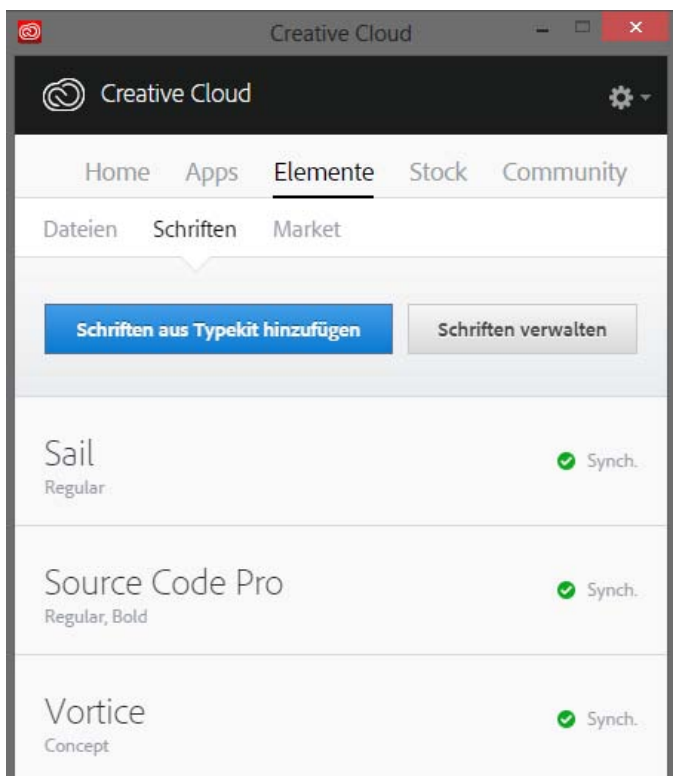 Creative Cloud
Creative Cloud
Home Apps Elemente Stock Community
Dateien Schriften Market
Schriften aus Typekit hinzufügen Schriften verwalten
Sail
Synch.
Regular
Source Code Pro
Synch.
Regular, Bold
Vortice
Synch.
Concept